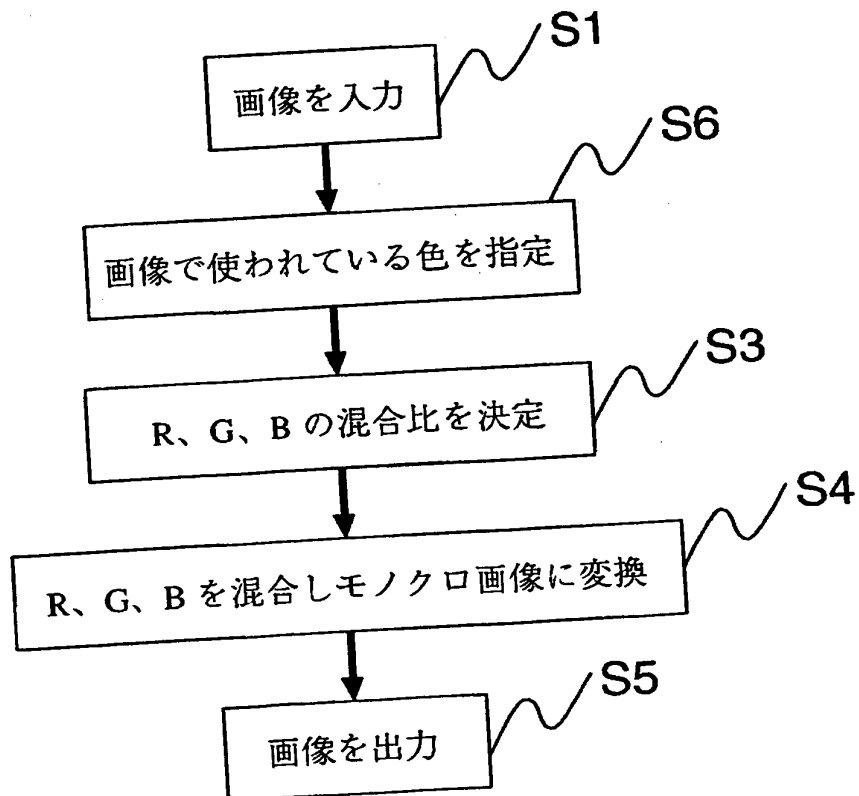 S1
画像を入力
S6
画像で使われている色を指定
S3
R、G、Bの混合比を決定
S4
R、G、Bを混合しモノクロ画像に変換
S5
画像を出力